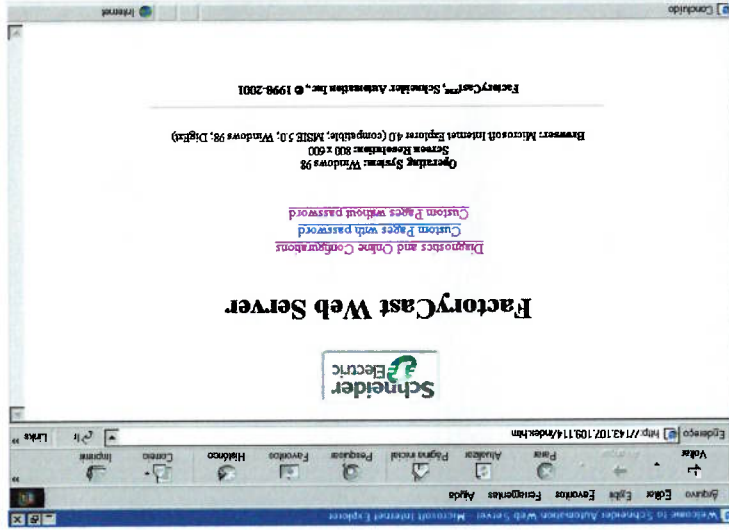 Welcome to Schneider Automation Web Server - Microsoft Internet Explorer
Arquivo Editar Exibir Favoritos Ferramentas Ajuda
Voltar Avançar Parar Atualizar Página inicial Pesquisar Favoritos Histórico Correio Imprimir
Endereço http://143.107.109.114/index.htm Ir Links
Schneider
Electric
FactoryCast Web Server
Diagnostics and Online Configurations
Custom Pages with password
Custom Pages without password
Operating System: Windows 98
Screen Resolution: 800 x 600
Browser: Microsoft Internet Explorer 4.0 (compatible; MSIE 5.0; Windows 98; DigExt)
FactoryCast™, Schneider Automation Inc., © 1998-2001
Concluído Internet